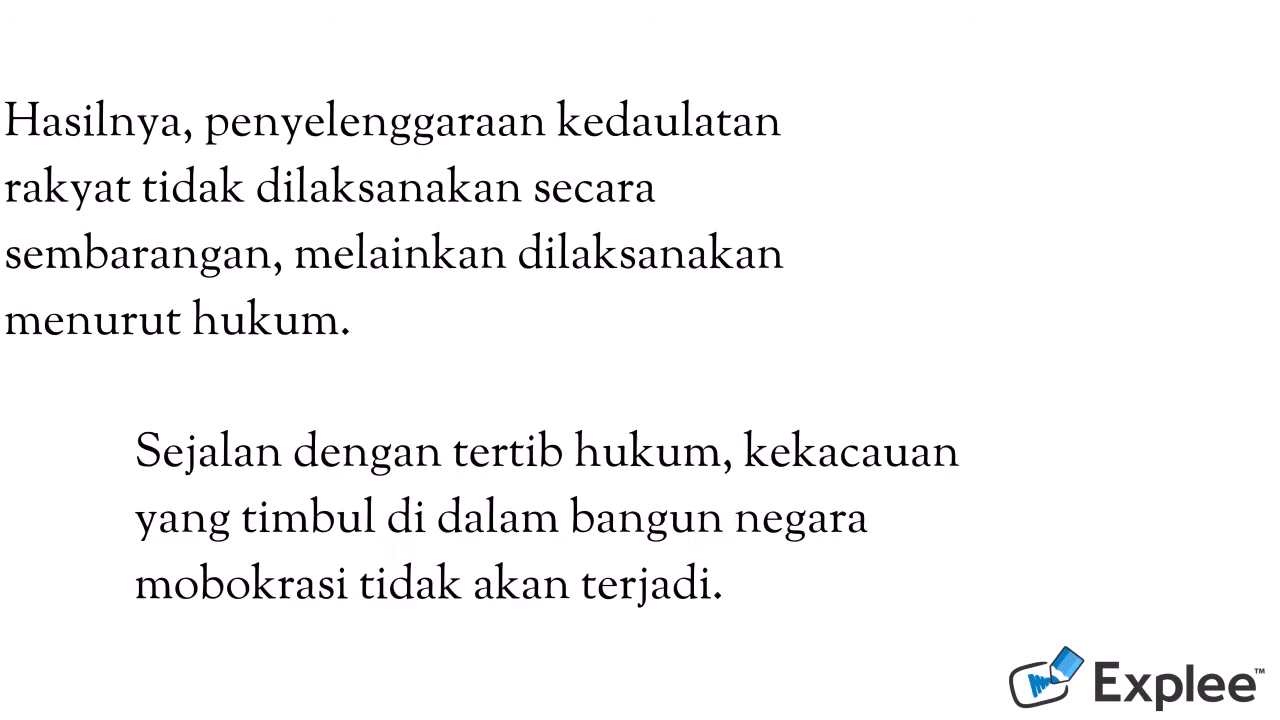 Hasilnya, penyelenggaraan kedaulatan
rakyat tidak dilaksanakan secara
sembarangan, melainkan dilaksanakan
menurut hukum.
Sejalan dengan tertib hukum, kekacauan
yang timbul di dalam bangun negara
mobokrasi tidak akan terjadi.
Explee™